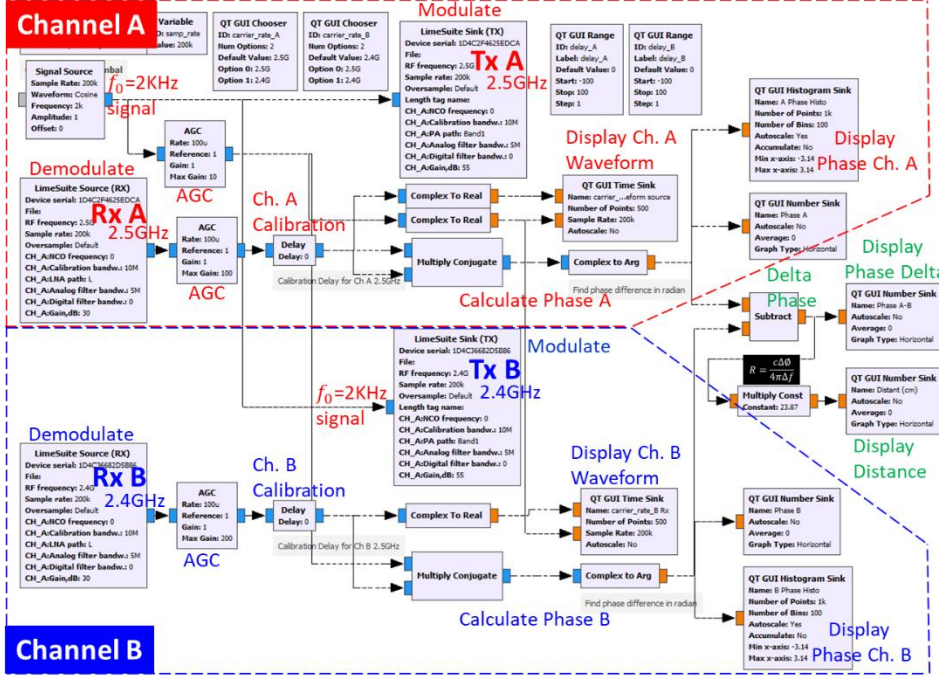 Channel A
Variable
D: samp_rate
alue: 200k
QT GUI Chooser
ID: carrier_rate_A
Num Options: 2
Default Value: 2.5G
Option 0: 2.5G
Option 1: 2.4G
QT GUI Chooser
ID: carrier_rate_B
Num Options: 2
Default Value: 2.4G
Option 0: 2.5G
Option 1: 2.4G
Modulate
LimeSuite Sink (TX)
Device serial: 1D4C2F4625EDCA
File:
RF frequency: 2.5G
Sample rate: 200k
Oversample: Default
Length tag name:
CH_A:NCO frequency: 0
CH_A:Calibration bandw.: 10M
CH_A:PA path: Band1
CH_A:Analog filter bandw.: 5M
CH_A:Digital filter bandw.: 0
CH_A:Gain,dB: 55
Tx A
2.5GHz
QT GUI Range
ID: delay_A
Label: delay_A
Default Value: 0
Start: -100
Stop: 100
Step: 1
QT GUI Range
ID: delay_B
Label: delay_B
Default Value: 0
Start: -100
Stop: 100
Step: 1
Signal Source
Sample Rate: 200k
Waveform: Cosine
Frequency: 2k
Amplitude: 1
Offset: 0
f0=2KHz
signal
AGC
Rate: 100u
Reference: 1
Gain: 1
Max Gain: 10
AGC
QT GUI Histogram Sink
Name: A Phase Histo
Number of Points: 1k
Number of Bins: 100
Autoscale: Yes
Accumulate: No
Min x-axis: -3.14
Max x-axis: 3.14
Display
Phase Ch. A
Demodulate
LimeSuite Source (RX)
Device serial: 1D4C2F4625EDCA
File:
RF frequency: 2.5G
Sample rate: 200k
Oversample: Default
CH_A:NCO frequency: 0
CH_A:Calibration bandw.: 10M
CH_A:LNA path: L
CH_A:Analog filter bandw.: 5M
CH_A:Digital filter bandw.: 0
CH_A:Gain,dB: 30
Rx A
2.5GHz
AGC
Rate: 100u
Reference: 1
Gain: 1
Max Gain: 100
AGC
Ch. A
Calibration
Delay
Delay: 0
Calibration Delay for Ch A 2.5GHz
Complex To Real
Complex To Real
Multiply Conjugate
Calculate Phase A
Display Ch. A
Waveform
QT GUI Time Sink
Name: carrier_...eform source
Number of Points: 500
Sample Rate: 200k
Autoscale: No
Complex to Arg
Find phase difference in radian
QT GUI Number Sink
Name: Phase A
Autoscale: No
Average: 0
Graph Type: Horizontal
Delta
Phase
Subtract
Display
Phase Delta
QT GUI Number Sink
Name: Phase A-B
Autoscale: No
Average: 0
Graph Type: Horizontal
R = cΔØ / 4πΔf
Multiply Const
Constant: 23.87
QT GUI Number Sink
Name: Distant (cm)
Autoscale: No
Average: 0
Graph Type: Horizontal
Display
Distance
LimeSuite Sink (TX)
Device serial: 1D4C36682D5BB6
File:
RF frequency: 2.4G
Sample rate: 200k
Oversample: Default
Length tag name:
CH_A:NCO frequency: 0
CH_A:Calibration bandw.: 10M
CH_A:PA path: Band1
CH_A:Analog filter bandw.: 5M
CH_A:Digital filter bandw.: 0
CH_A:Gain,dB: 55
Modulate
Tx B
2.4GHz
f0=2KHz
signal
Demodulate
LimeSuite Source (RX)
Device serial: 1D4C36682D5B86
File:
RF frequency: 2.4G
Sample rate: 200k
Oversample: Default
CH_A:NCO frequency: 0
CH_A:Calibration bandw.: 10M
CH_A:LNA path: L
CH_A:Analog filter bandw.: 5M
CH_A:Digital filter bandw.: 0
CH_A:Gain,dB: 30
Rx B
2.4GHz
AGC
Rate: 100u
Reference: 1
Gain: 1
Max Gain: 200
AGC
Ch. B
Calibration
Delay
Delay: 0
Calibration Delay for Ch B 2.5GHz
Complex To Real
Multiply Conjugate
Calculate Phase B
Display Ch. B
Waveform
QT GUI Time Sink
Name: carrier_rate_B Rx
Number of Points: 500
Sample Rate: 200k
Autoscale: No
Complex to Arg
Find phase difference in radian
QT GUI Number Sink
Name: Phase B
Autoscale: No
Average: 0
Graph Type: Horizontal
QT GUI Histogram Sink
Name: B Phase Histo
Number of Points: 1k
Number of Bins: 100
Autoscale: Yes
Accumulate: No
Min x-axis: -3.14
Max x-axis: 3.14
Display
Phase Ch. B
Channel B